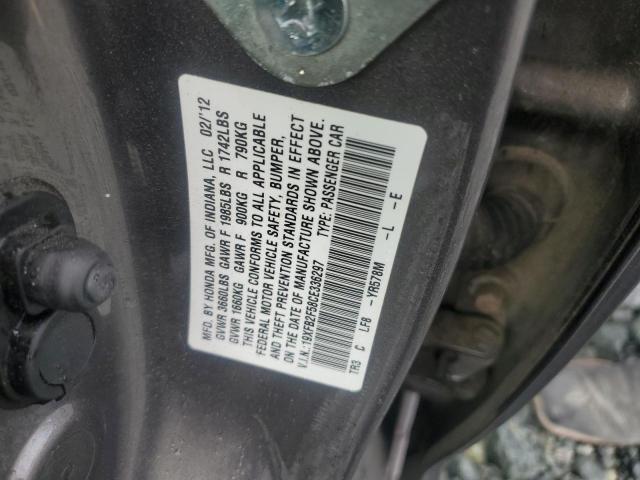 MFD. BY HONDA MFG. OF INDIANA, LLC 02/'12
GVWR 3660LBS GAWR F 1985LBS R 1742LBS
GVWR 1660KG GAWR F 900KG R 790KG
THIS VEHICLE CONFORMS TO ALL APPLICABLE
FEDERAL MOTOR VEHICLE SAFETY, BUMPER,
AND THEFT PREVENTION STANDARDS IN EFFECT
ON THE DATE OF MANUFACTURE SHOWN ABOVE.
V.I.N.:19XFB2F58CE336297 TYPE: PASSENGER CAR
TR3 C LF8 -YR578M -L -E